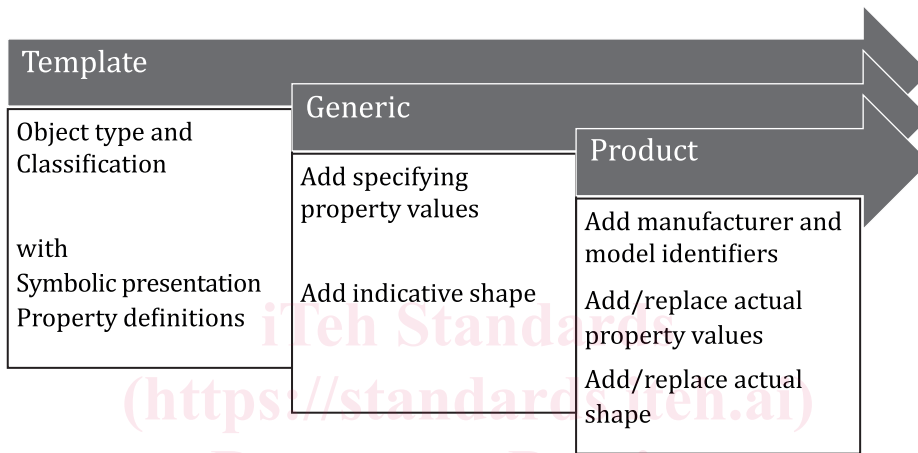 Template
Object type and
Classification
with
Symbolic presentation
Property definitions
Generic
Add specifying
property values
Add indicative shape
Product
Add manufacturer and
model identifiers
Add/replace actual
property values
Add/replace actual
shape
iTeh Standards
(https://standards.iteh.ai)